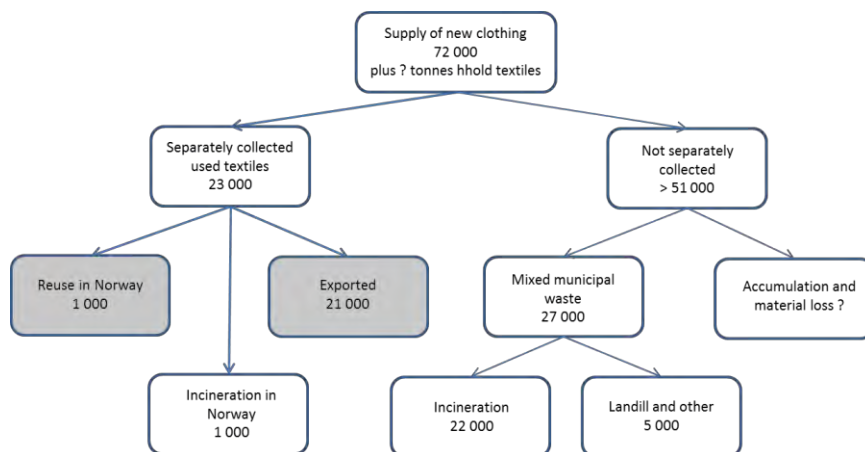 Supply of new clothing
72 000
plus ? tonnes hhold textiles
Separately collected
used textiles
23 000
Not separately
collected
> 51 000
Reuse in Norway
1 000
Exported
21 000
Mixed municipal
waste
27 000
Accumulation and
material loss ?
Incineration in
Norway
1 000
Incineration
22 000
Landill and other
5 000